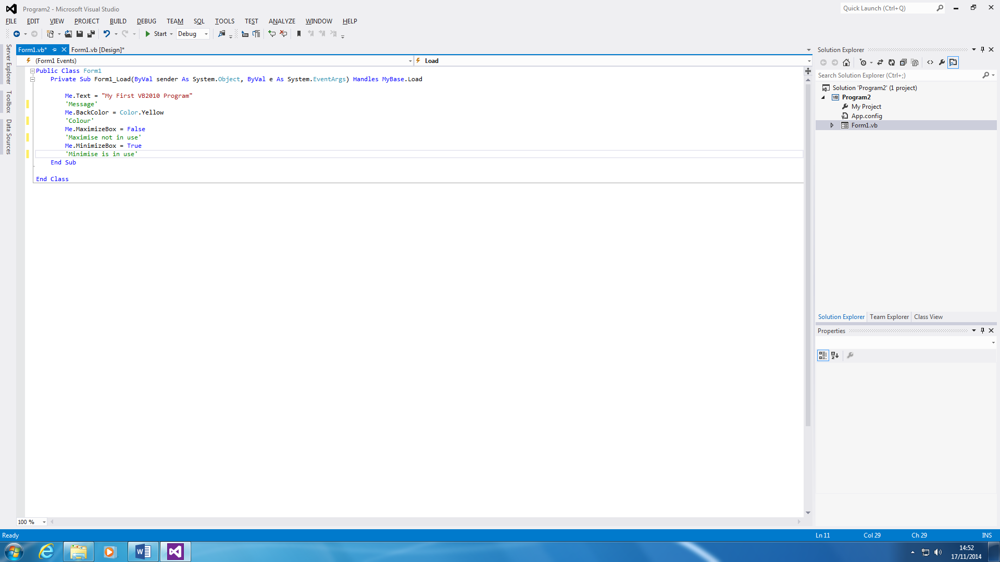 Program2 - Microsoft Visual Studio
Quick Launch (Ctrl+Q)
FILE EDIT VIEW PROJECT BUILD DEBUG TEAM SQL TOOLS TEST ANALYZE WINDOW HELP
Start Debug
Server Explorer
Toolbox
Data Sources
Form1.vb* Form1.vb [Design]*
(Form1 Events) Load
Public Class Form1
Private Sub Form1_Load(ByVal sender As System.Object, ByVal e As System.EventArgs) Handles MyBase.Load
Me.Text = "My First VB2010 Program"
'Message'
Me.BackColor = Color.Yellow
'Colour'
Me.MaximizeBox = False
'Maximise not in use'
Me.MinimizeBox = True
'Minimise is in use'
End Sub
End Class
100 %
Solution Explorer
Search Solution Explorer (Ctrl+;)
Solution 'Program2' (1 project)
VB Program2
My Project
App.config
Form1.vb
Solution Explorer Team Explorer Class View
Properties
Ready Ln 11 Col 29 Ch 29 INS
14:52
17/11/2014